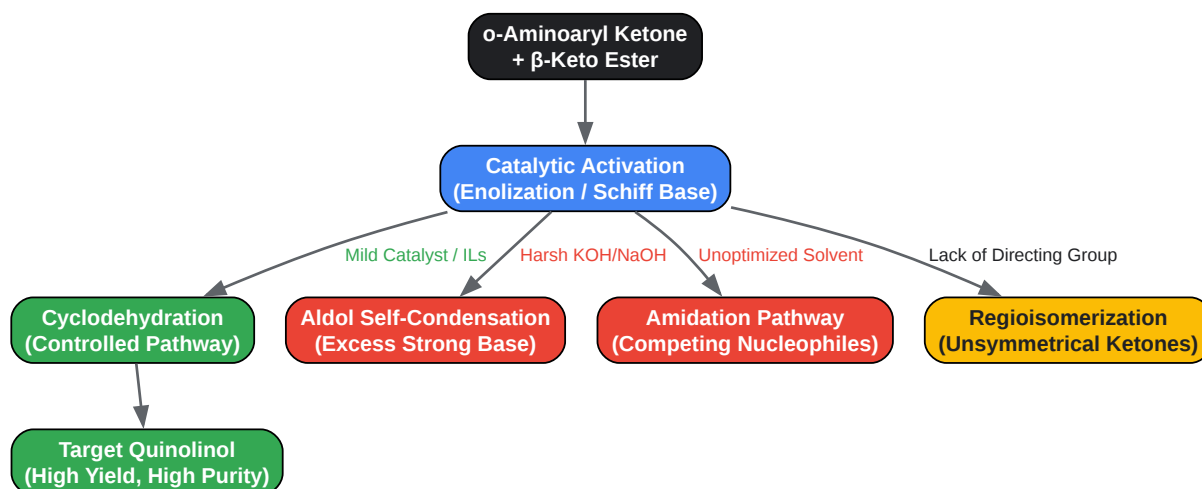 o-Aminoaryl Ketone
+ β-Keto Ester
Catalytic Activation
(Enolization / Schiff Base)
Mild Catalyst / ILs
Harsh KOH/NaOH
Unoptimized Solvent
Lack of Directing Group
Cyclodehydration
(Controlled Pathway)
Aldol Self-Condensation
(Excess Strong Base)
Amidation Pathway
(Competing Nucleophiles)
Regioisomerization
(Unsymmetrical Ketones)
Target Quinolinol
(High Yield, High Purity)